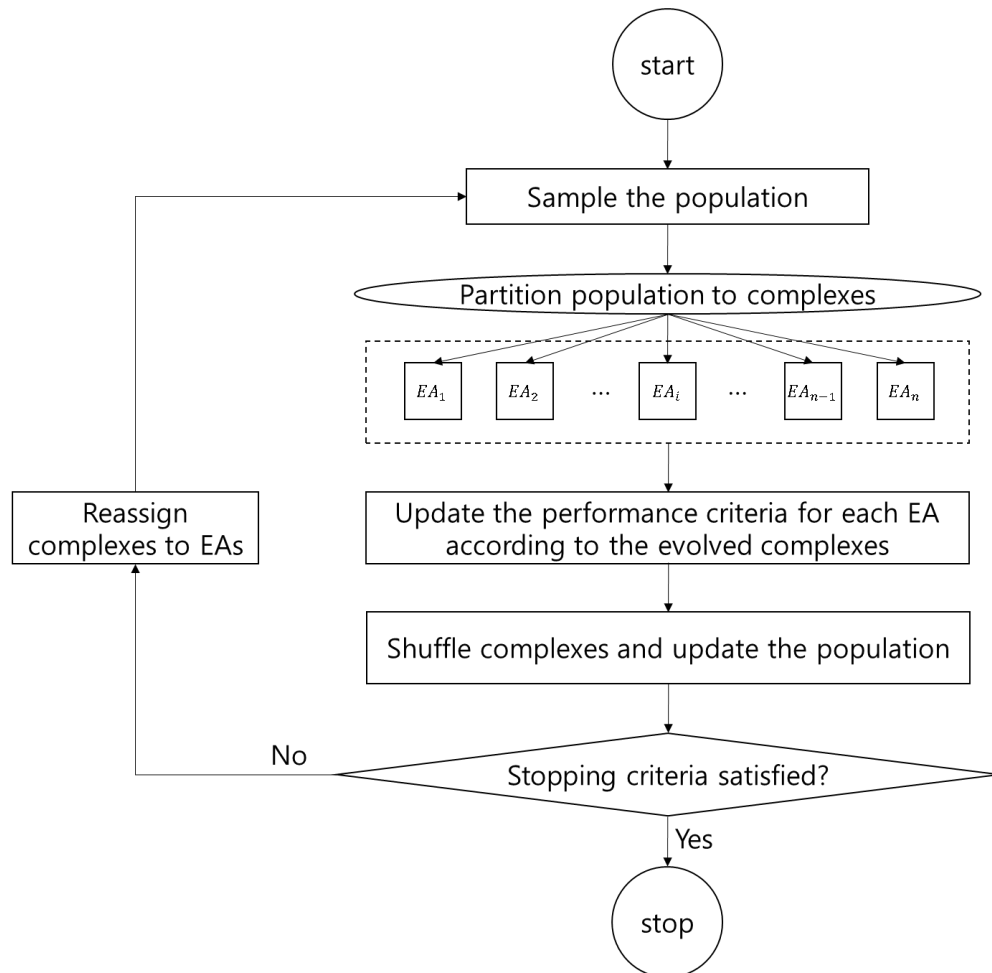 start
Sample the population
Partition population to complexes
EA₁ EA₂ ... EAᵢ ... EAₙ₋₁ EAₙ
Reassign
complexes to EAs
Update the performance criteria for each EA
according to the evolved complexes
Shuffle complexes and update the population
No
Stopping criteria satisfied?
Yes
stop